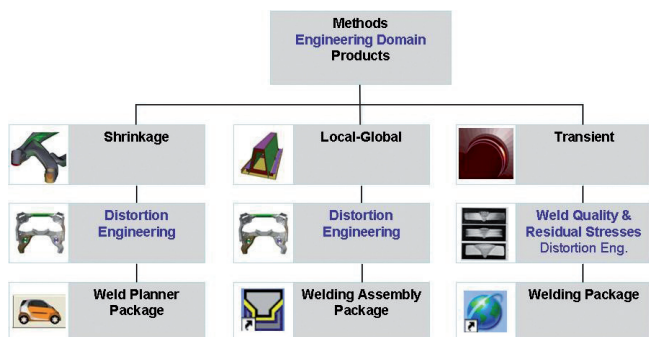 Methods
Engineering Domain
Products
Shrinkage
Local-Global
Transient
Distortion
Engineering
Distortion
Engineering
Weld Quality &
Residual Stresses
Distortion Eng.
Weld Planner
Package
Welding Assembly
Package
Welding Package